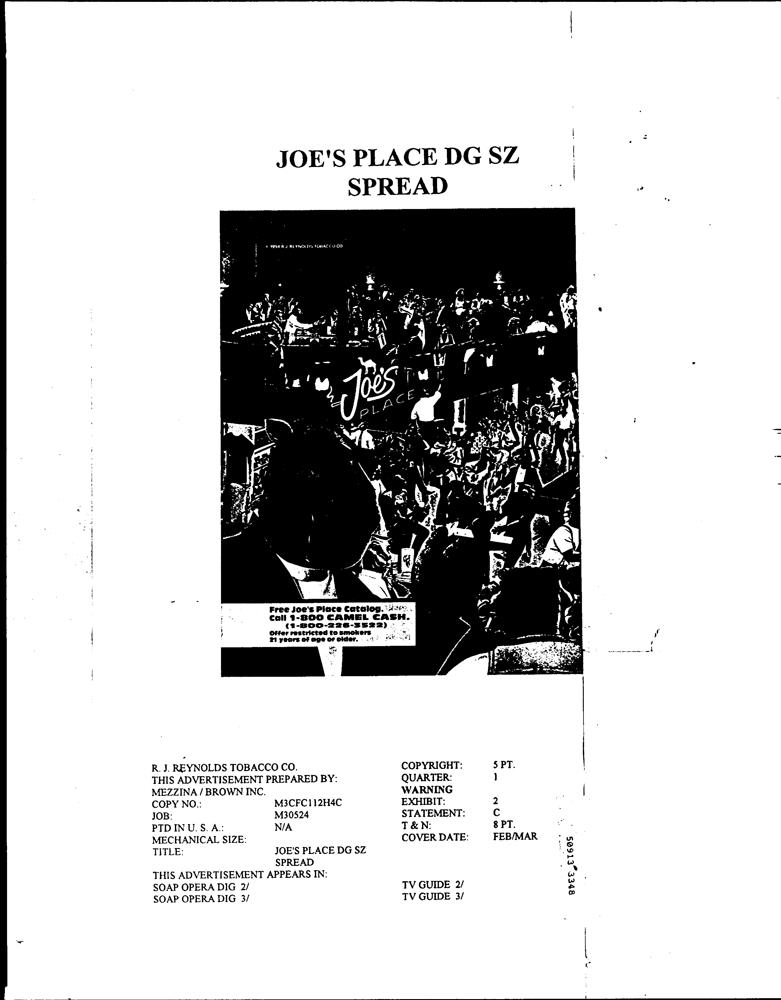 JOE'S PLACE DG SZ
SPREAD
© 1994 R.J. REYNOLDS TOBACCO CO.
Joe's
PLACE
Free Joe's Place Catalog.
Call 1-800 CAMEL CASH.
(1-800-226-3522)
Offer restricted to smokers
21 years of age or older.
R. J. REYNOLDS TOBACCO CO. COPYRIGHT: 5 PT.
THIS ADVERTISEMENT PREPARED BY: QUARTER: 1
MEZZINA / BROWN INC. WARNING
COPY NO.: M3CFC112H4C EXHIBIT: 2
JOB: M30524 STATEMENT: C
PTD IN U. S. A.: N/A T & N: 8 PT.
MECHANICAL SIZE: COVER DATE: FEB/MAR
TITLE: JOE'S PLACE DG SZ
SPREAD
THIS ADVERTISEMENT APPEARS IN:
SOAP OPERA DIG 2/ TV GUIDE 2/
SOAP OPERA DIG 3/ TV GUIDE 3/
50913 3348